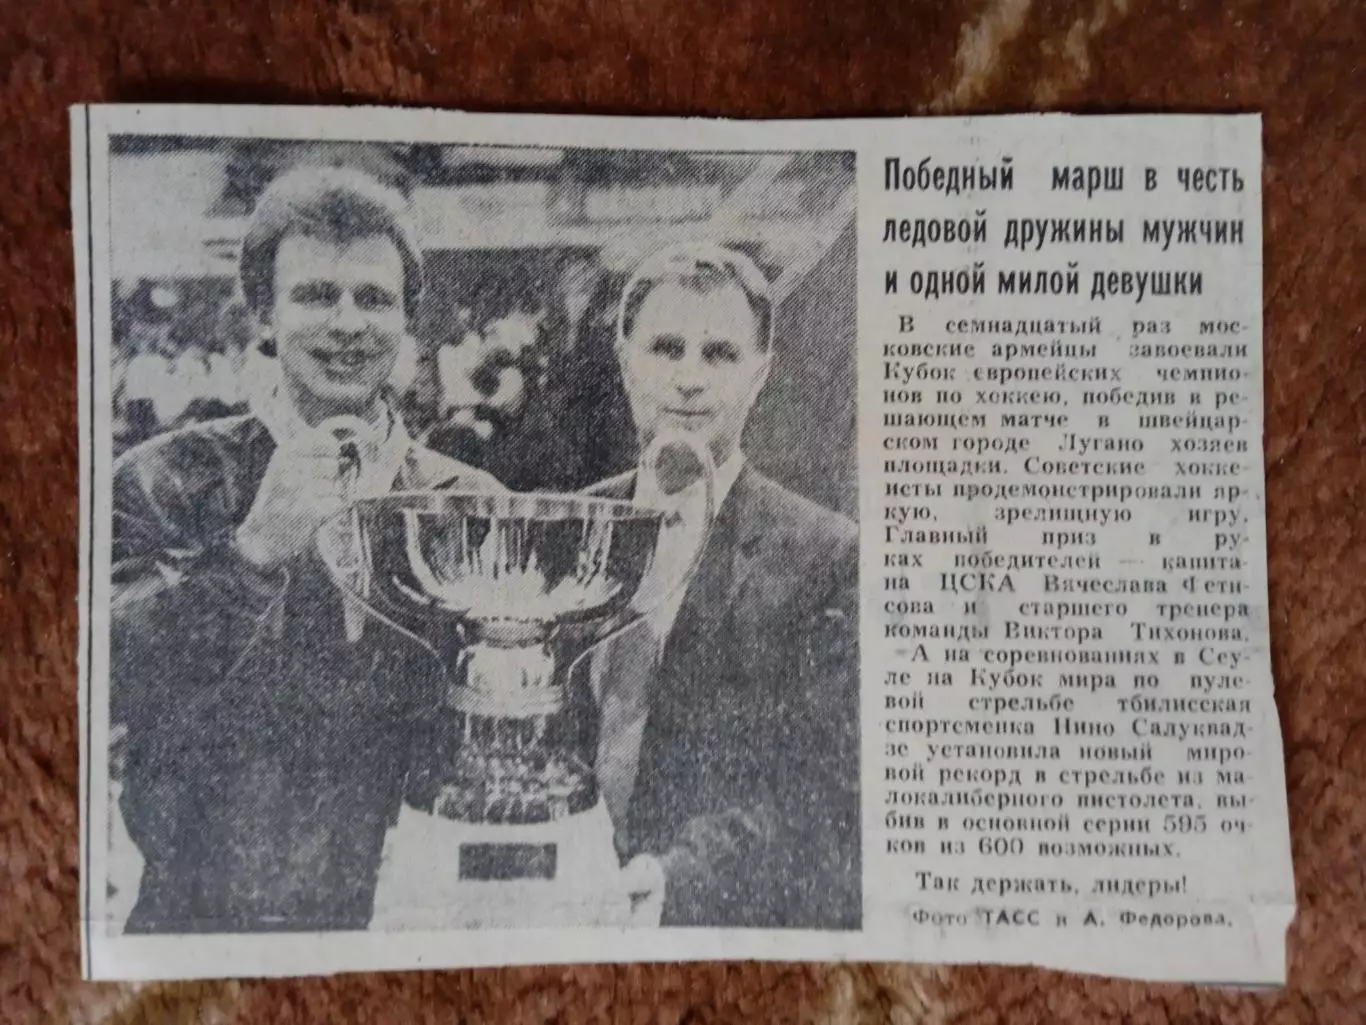 Победный марш в честь
ледовой дружины мужчин
и одной милой девушки
В семнадцатый раз мос-
ковские армейцы завоевали
Кубок европейских чемпио-
нов по хоккею, победив в ре-
шающем матче в швейцар-
ском городе Лугано хозяев
площадки. Советские хокке-
исты продемонстрировали яр-
кую, зрелищную игру.
Главный приз в ру-
ках победителей — капита-
на ЦСКА Вячеслава Фети-
сова и старшего тренера
команды Виктора Тихонова.
А на соревнованиях в Сеу-
ле на Кубок мира по пуле-
вой стрельбе тбилисская
спортсменка Нино Салуквад-
зе установила новый миро-
вой рекорд в стрельбе из ма-
локалиберного пистолета, вы-
бив в основной серии 595 оч-
ков из 600 возможных.
Так держать, лидеры!
Фото ТАСС и А. Федорова.